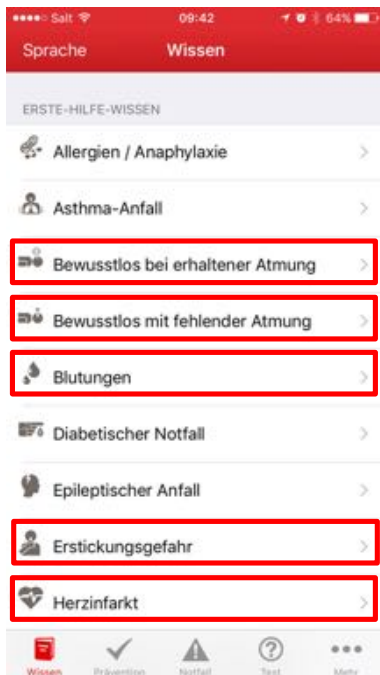 Salt 09:42 64%
Sprache Wissen
ERSTE-HILFE-WISSEN
Allergien / Anaphylaxie
Asthma-Anfall
Bewusstlos bei erhaltener Atmung
Bewusstlos mit fehlender Atmung
Blutungen
Diabetischer Notfall
Epileptischer Anfall
Erstickungsgefahr
Herzinfarkt
Wissen Prävention Notfall Test Mehr